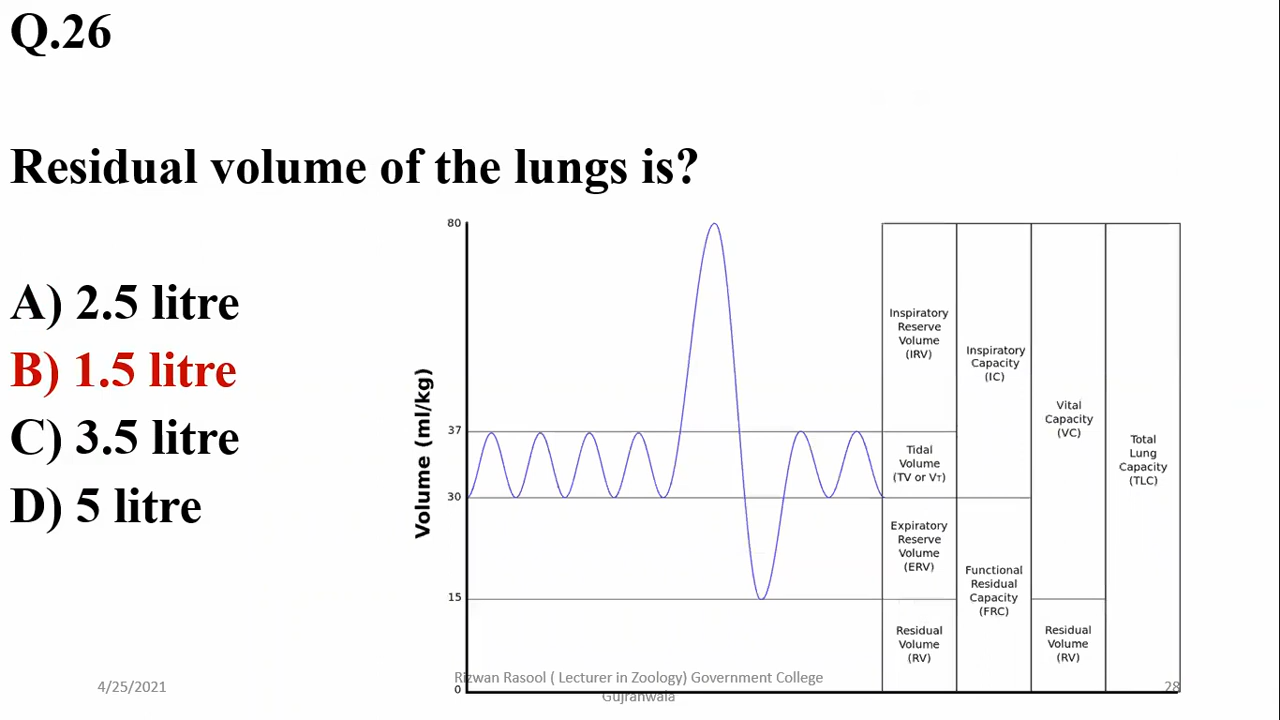 Q.26
Residual volume of the lungs is?
A) 2.5 litre
B) 1.5 litre
C) 3.5 litre
D) 5 litre
Volume (ml/kg)
80
37
30
15
0
Inspiratory
Reserve
Volume
(IRV)
Tidal
Volume
(TV or VT)
Expiratory
Reserve
Volume
(ERV)
Residual
Volume
(RV)
Inspiratory
Capacity
(IC)
Functional
Residual
Capacity
(FRC)
Vital
Capacity
(VC)
Residual
Volume
(RV)
Total
Lung
Capacity
(TLC)
4/25/2021
Rizwan Rasool ( Lecturer in Zoology) Government College
Gujranwala
28